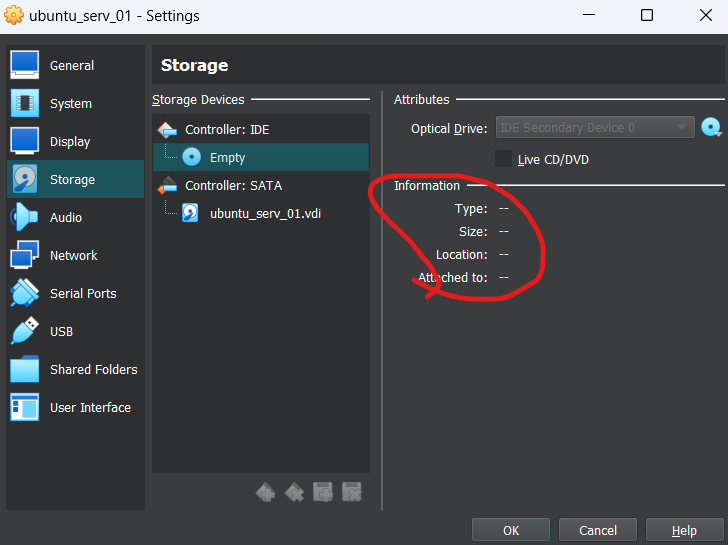 ubuntu_serv_01 - Settings
General
System
Display
Storage
Audio
Network
Serial Ports
USB
Shared Folders
User Interface
Storage
Storage Devices
Controller: IDE
Empty
Controller: SATA
ubuntu_serv_01.vdi
Attributes
Optical Drive: IDE Secondary Device 0
Live CD/DVD
Information
Type: --
Size: --
Location: --
Attached to: --
OK
Cancel
Help